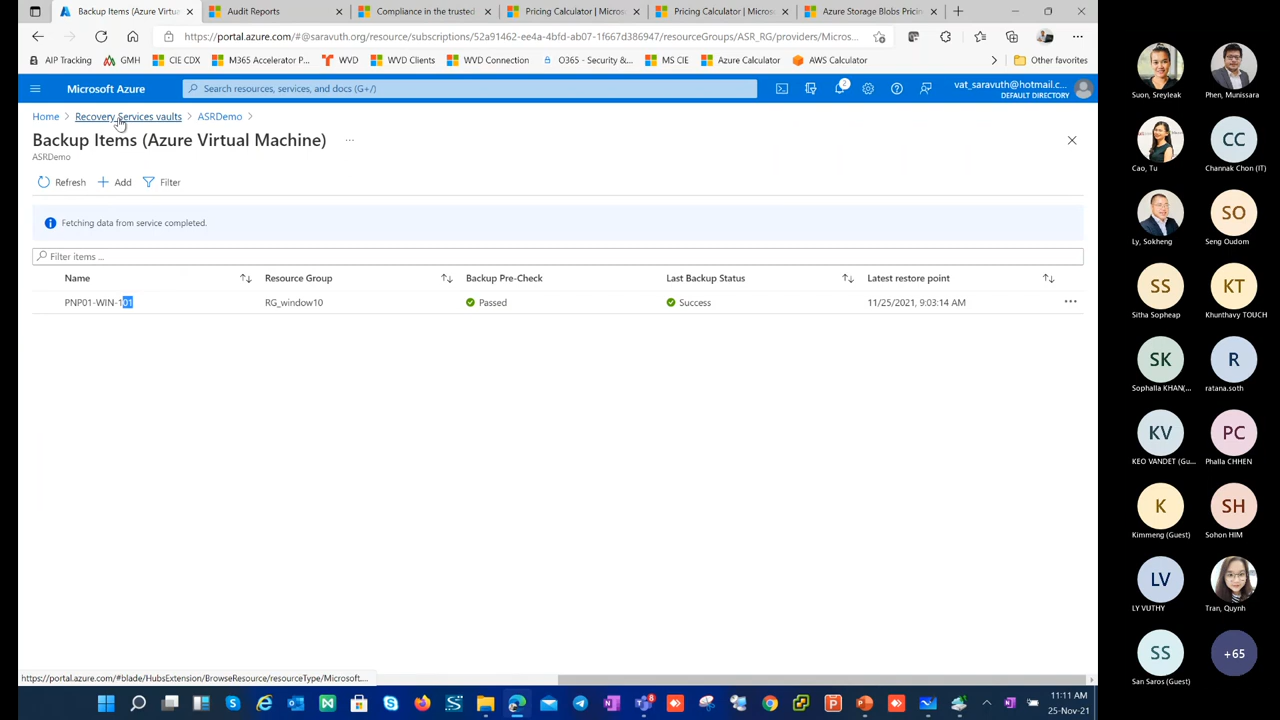 Backup Items (Azure Virtual M
Audit Reports
Compliance in the trusted
Pricing Calculator | Microsof
Pricing Calculator | Microsof
Azure Storage Blobs Pricin
https://portal.azure.com/#@saravuth.org/resource/subscriptions/52a91462-ee4a-4bfd-ab07-1f667d386947/resourceGroups/ASR_RG/providers/Micros...
AIP Tracking
GMH
CIE CDX
M365 Accelerator P...
WVD
WVD Clients
WVD Connection
O365 - Security &...
MS CIE
Azure Calculator
AWS Calculator
Other favorites
Microsoft Azure
Search resources, services, and docs (G+/)
2
vat_saravuth@hotmail.c...
DEFAULT DIRECTORY
Home > Recovery Services vaults > ASRDemo >
Backup Items (Azure Virtual Machine) ...
ASRDemo
Refresh + Add Filter
Fetching data from service completed.
Filter items ...
Name Resource Group Backup Pre-Check Last Backup Status Latest restore point
PNP01-WIN-101 RG_window10 Passed Success 11/25/2021, 9:03:14 AM ...
https://portal.azure.com/#blade/HubsExtension/BrowseResource/resourceType/Microsoft....
11:11 AM
25-Nov-21
Suon, Sreyleak
Phen, Munissara
Cao, Tu
CC
Channak Chon (IT)
Ly, Sokheng
SO
Seng Oudom
SS
Sitha Sopheap
KT
Khunthavy TOUCH
SK
Sophalla KHAN(...
R
ratana.soth
KV
KEO VANDET (Gu...
PC
Phalla CHHEN
K
Kimmeng (Guest)
SH
Sohon HIM
LV
LY VUTHY
Tran, Quynh
SS
San Saros (Guest)
+65